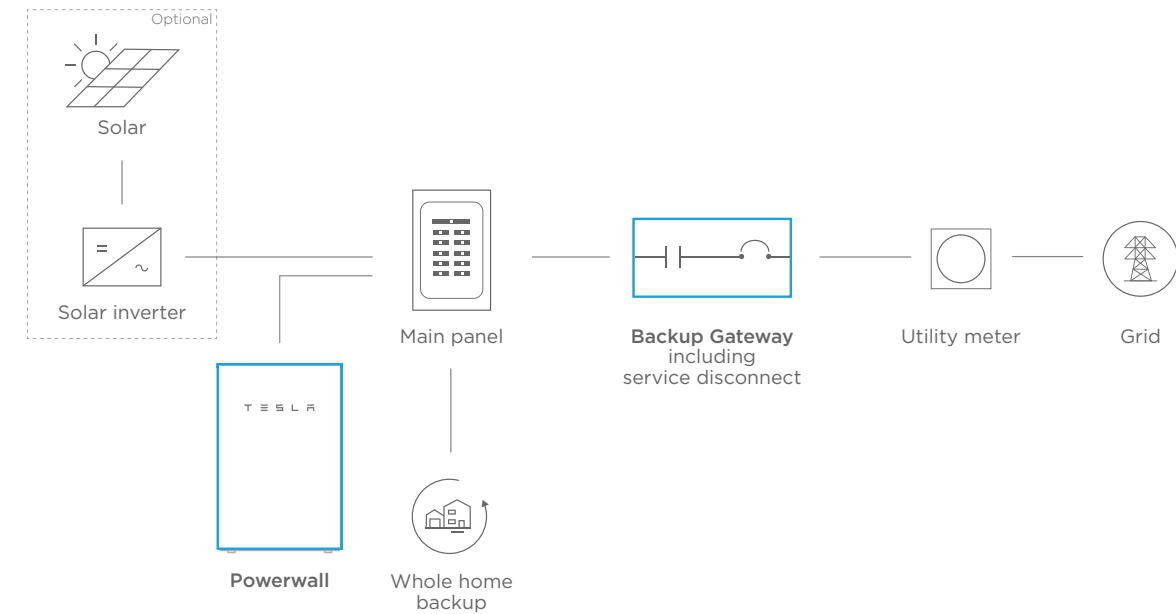 Optional
Solar
Solar inverter
Main panel
Backup Gateway
including
service disconnect
Utility meter
Grid
TESLA
Powerwall
Whole home
backup